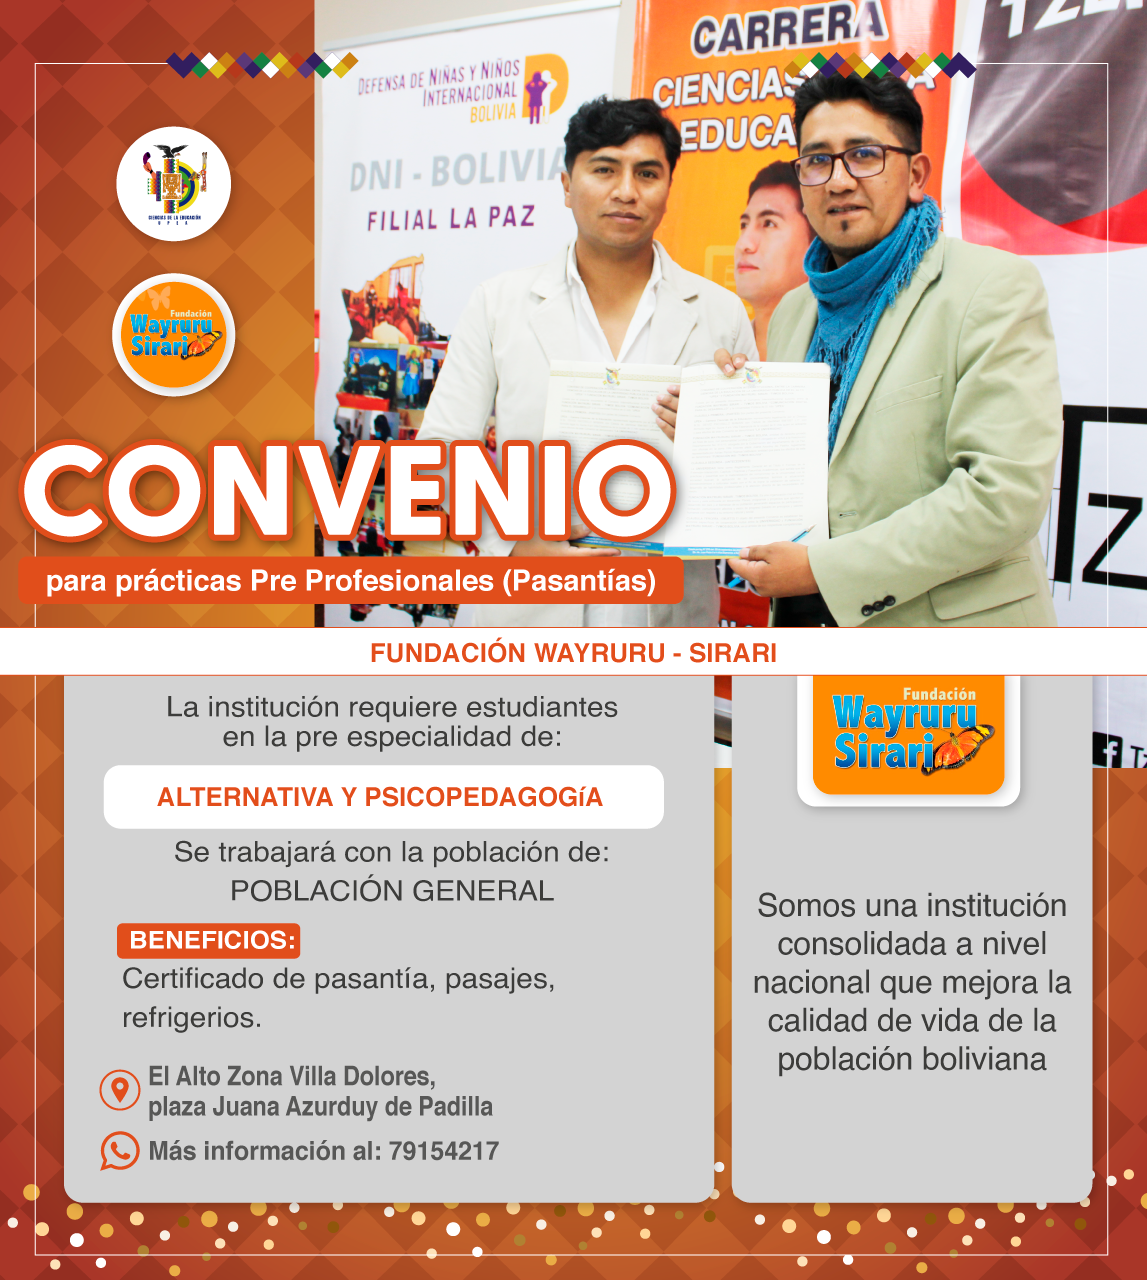 CARRERA
CIENCIAS
EDUCA
DEFENSA DE NIÑAS Y NIÑOS
INTERNACIONAL
BOLIVIA
DNI - BOLIVIA
FILIAL LA PAZ
CIENCIAS DE LA EDUCACIÓN
U P E A
Fundación
Wayruru
Sirari
CONVENIO
para prácticas Pre Profesionales (Pasantías)
FUNDACIÓN WAYRURU - SIRARI
La institución requiere estudiantes
en la pre especialidad de:
ALTERNATIVA Y PSICOPEDAGOGíA
Se trabajará con la población de:
POBLACIÓN GENERAL
BENEFICIOS:
Certificado de pasantía, pasajes,
refrigerios.
El Alto Zona Villa Dolores,
plaza Juana Azurduy de Padilla
Más información al: 79154217
Fundación
Wayruru
Sirari
Somos una institución
consolidada a nivel
nacional que mejora la
calidad de vida de la
población boliviana